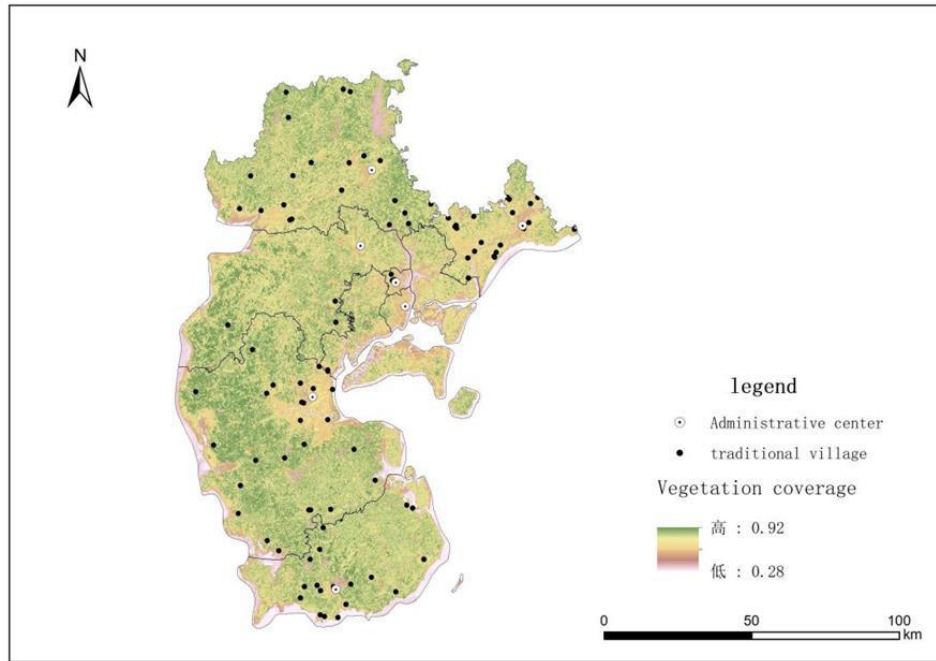 N
legend
Administrative center
traditional village
Vegetation coverage
高 : 0.92
低 : 0.28
0 50 100
km